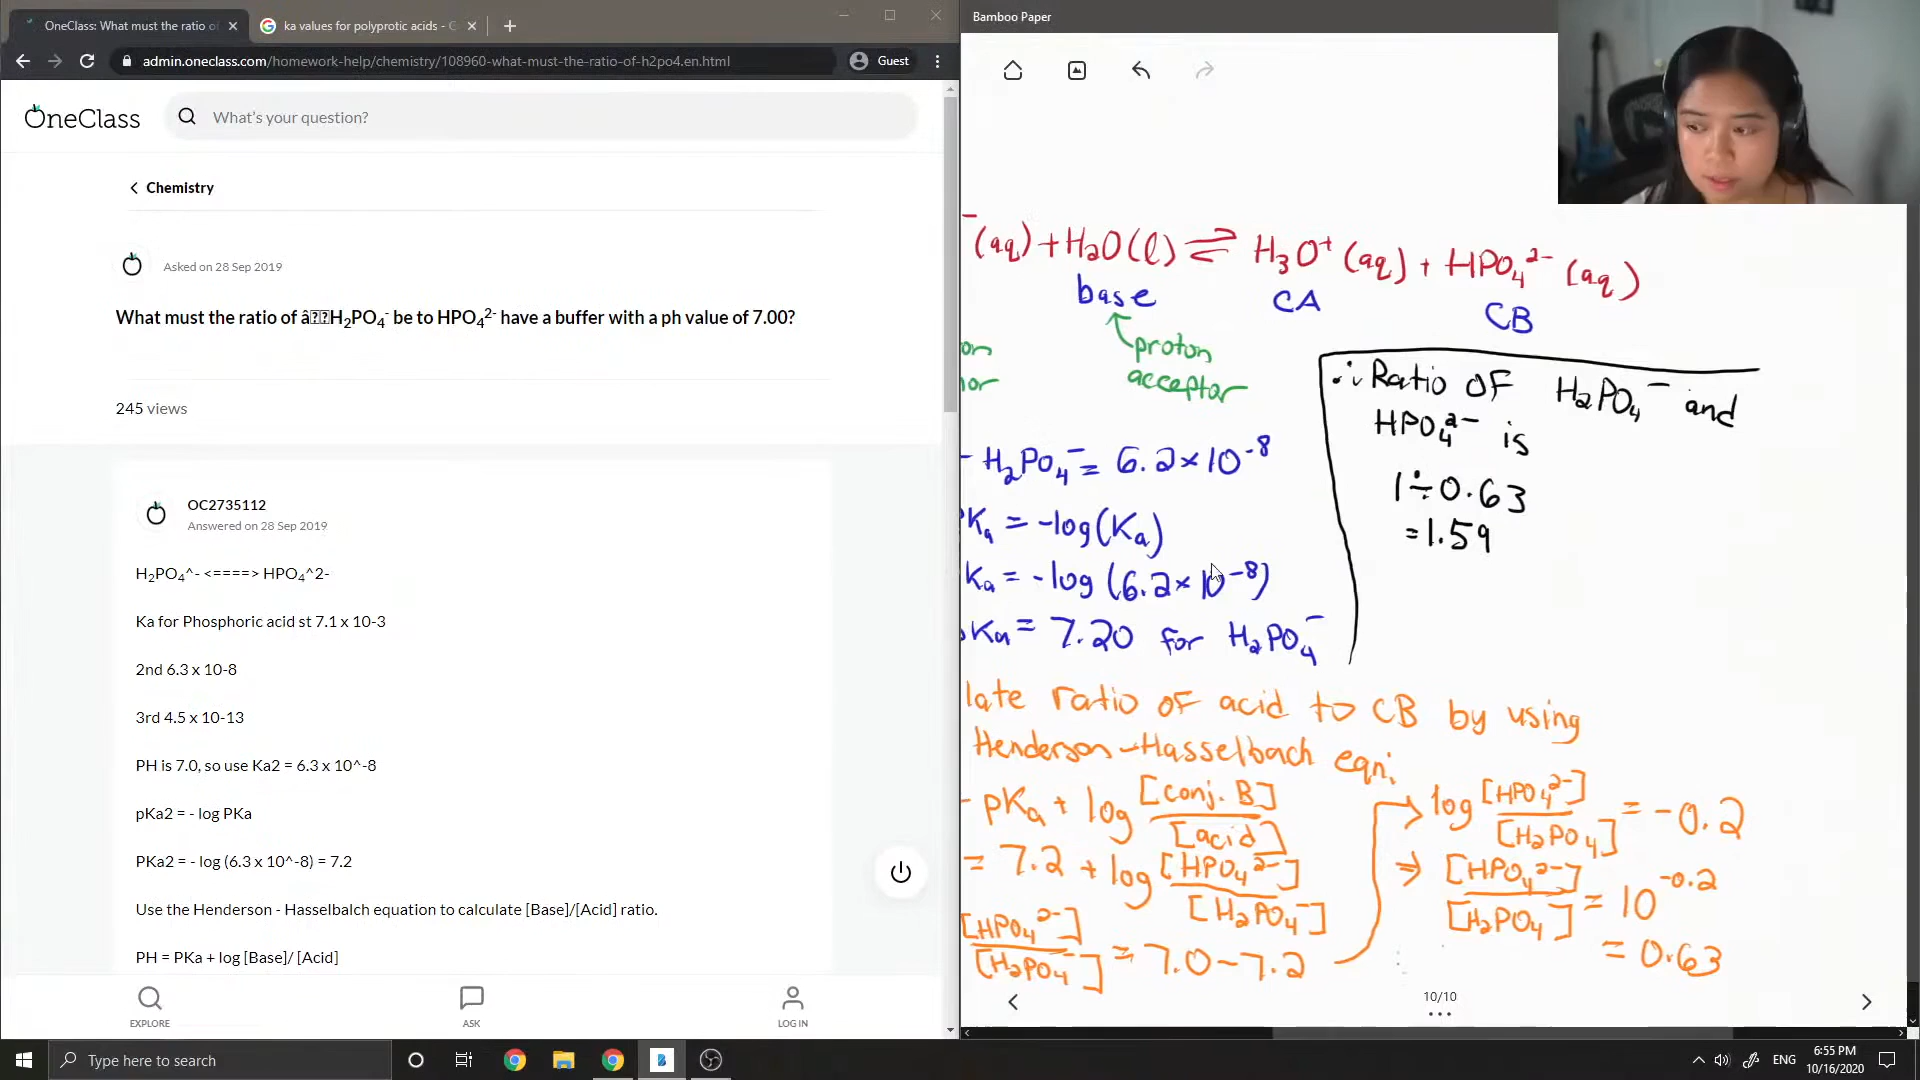 OneClass: What must the ratio o
ka values for polyprotic acids - G
admin.oneclass.com/homework-help/chemistry/108960-what-must-the-ratio-of-h2po4.en.html
Guest
OneClass
What's your question?
Chemistry
Asked on 28 Sep 2019
What must the ratio of H2PO4- be to HPO4^2- have a buffer with a ph value of 7.00?
245 views
OC2735112
Answered on 28 Sep 2019
H2PO4^- <====> HPO4^2-
Ka for Phosphoric acid st 7.1 x 10-3
2nd 6.3 x 10-8
3rd 4.5 x 10-13
PH is 7.0, so use Ka2 = 6.3 x 10^-8
pKa2 = - log PKa
PKa2 = - log (6.3 x 10^-8) = 7.2
Use the Henderson - Hasselbalch equation to calculate [Base]/[Acid] ratio.
PH = PKa + log [Base]/ [Acid]
EXPLORE
ASK
LOG IN
Bamboo Paper
- (aq) + H2O(l) ⇌ H3O+ (aq) + HPO4^2- (aq)
base CA CB
proton
acceptor
∴ Ratio of H2PO4^- and
HPO4^2- is
1 ÷ 0.63
= 1.59
H2PO4^- = 6.2 × 10^-8
Ka = -log(Ka)
Ka = -log(6.2 × 10^-8)
Ka = 7.20 for H2PO4^-
late ratio of acid to CB by using
Henderson-Hasselbach eqn:
pKa + log [conj. B]/[acid]
= 7.2 + log [HPO4^2-]/[H2PO4^-]
[HPO4^2-]/[H2PO4^-] = 7.0 - 7.2
log [HPO4^2-]/[H2PO4] = -0.2
⇒ [HPO4^2-]/[H2PO4] = 10^-0.2
= 0.63
10/10
Type here to search
ENG
6:55 PM
10/16/2020